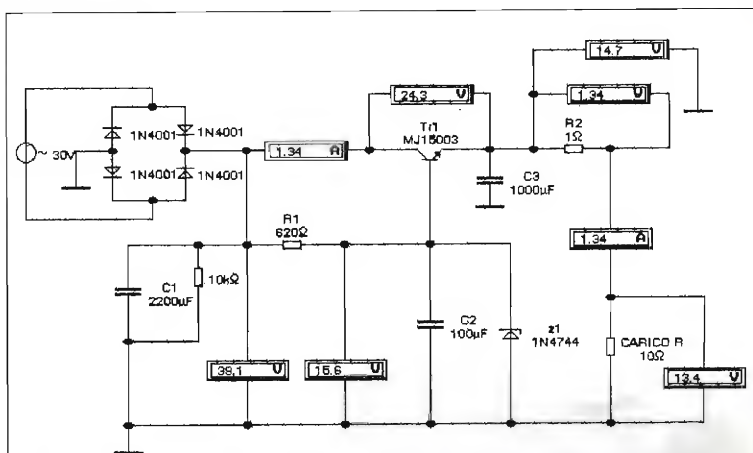 14.7 V
24.3 V
1.34 V
~ 30V
1N4001 1N4001
1N4001 1N4001
1.34 A
Tr1
MJ15003
R2
1Ω
C3
1000µF
R1
620Ω
1.34 A
C1
2200µF
10kΩ
C2
100µF
z1
1N4744
CARICO R
10Ω
39.1 V
15.6 V
13.4 V